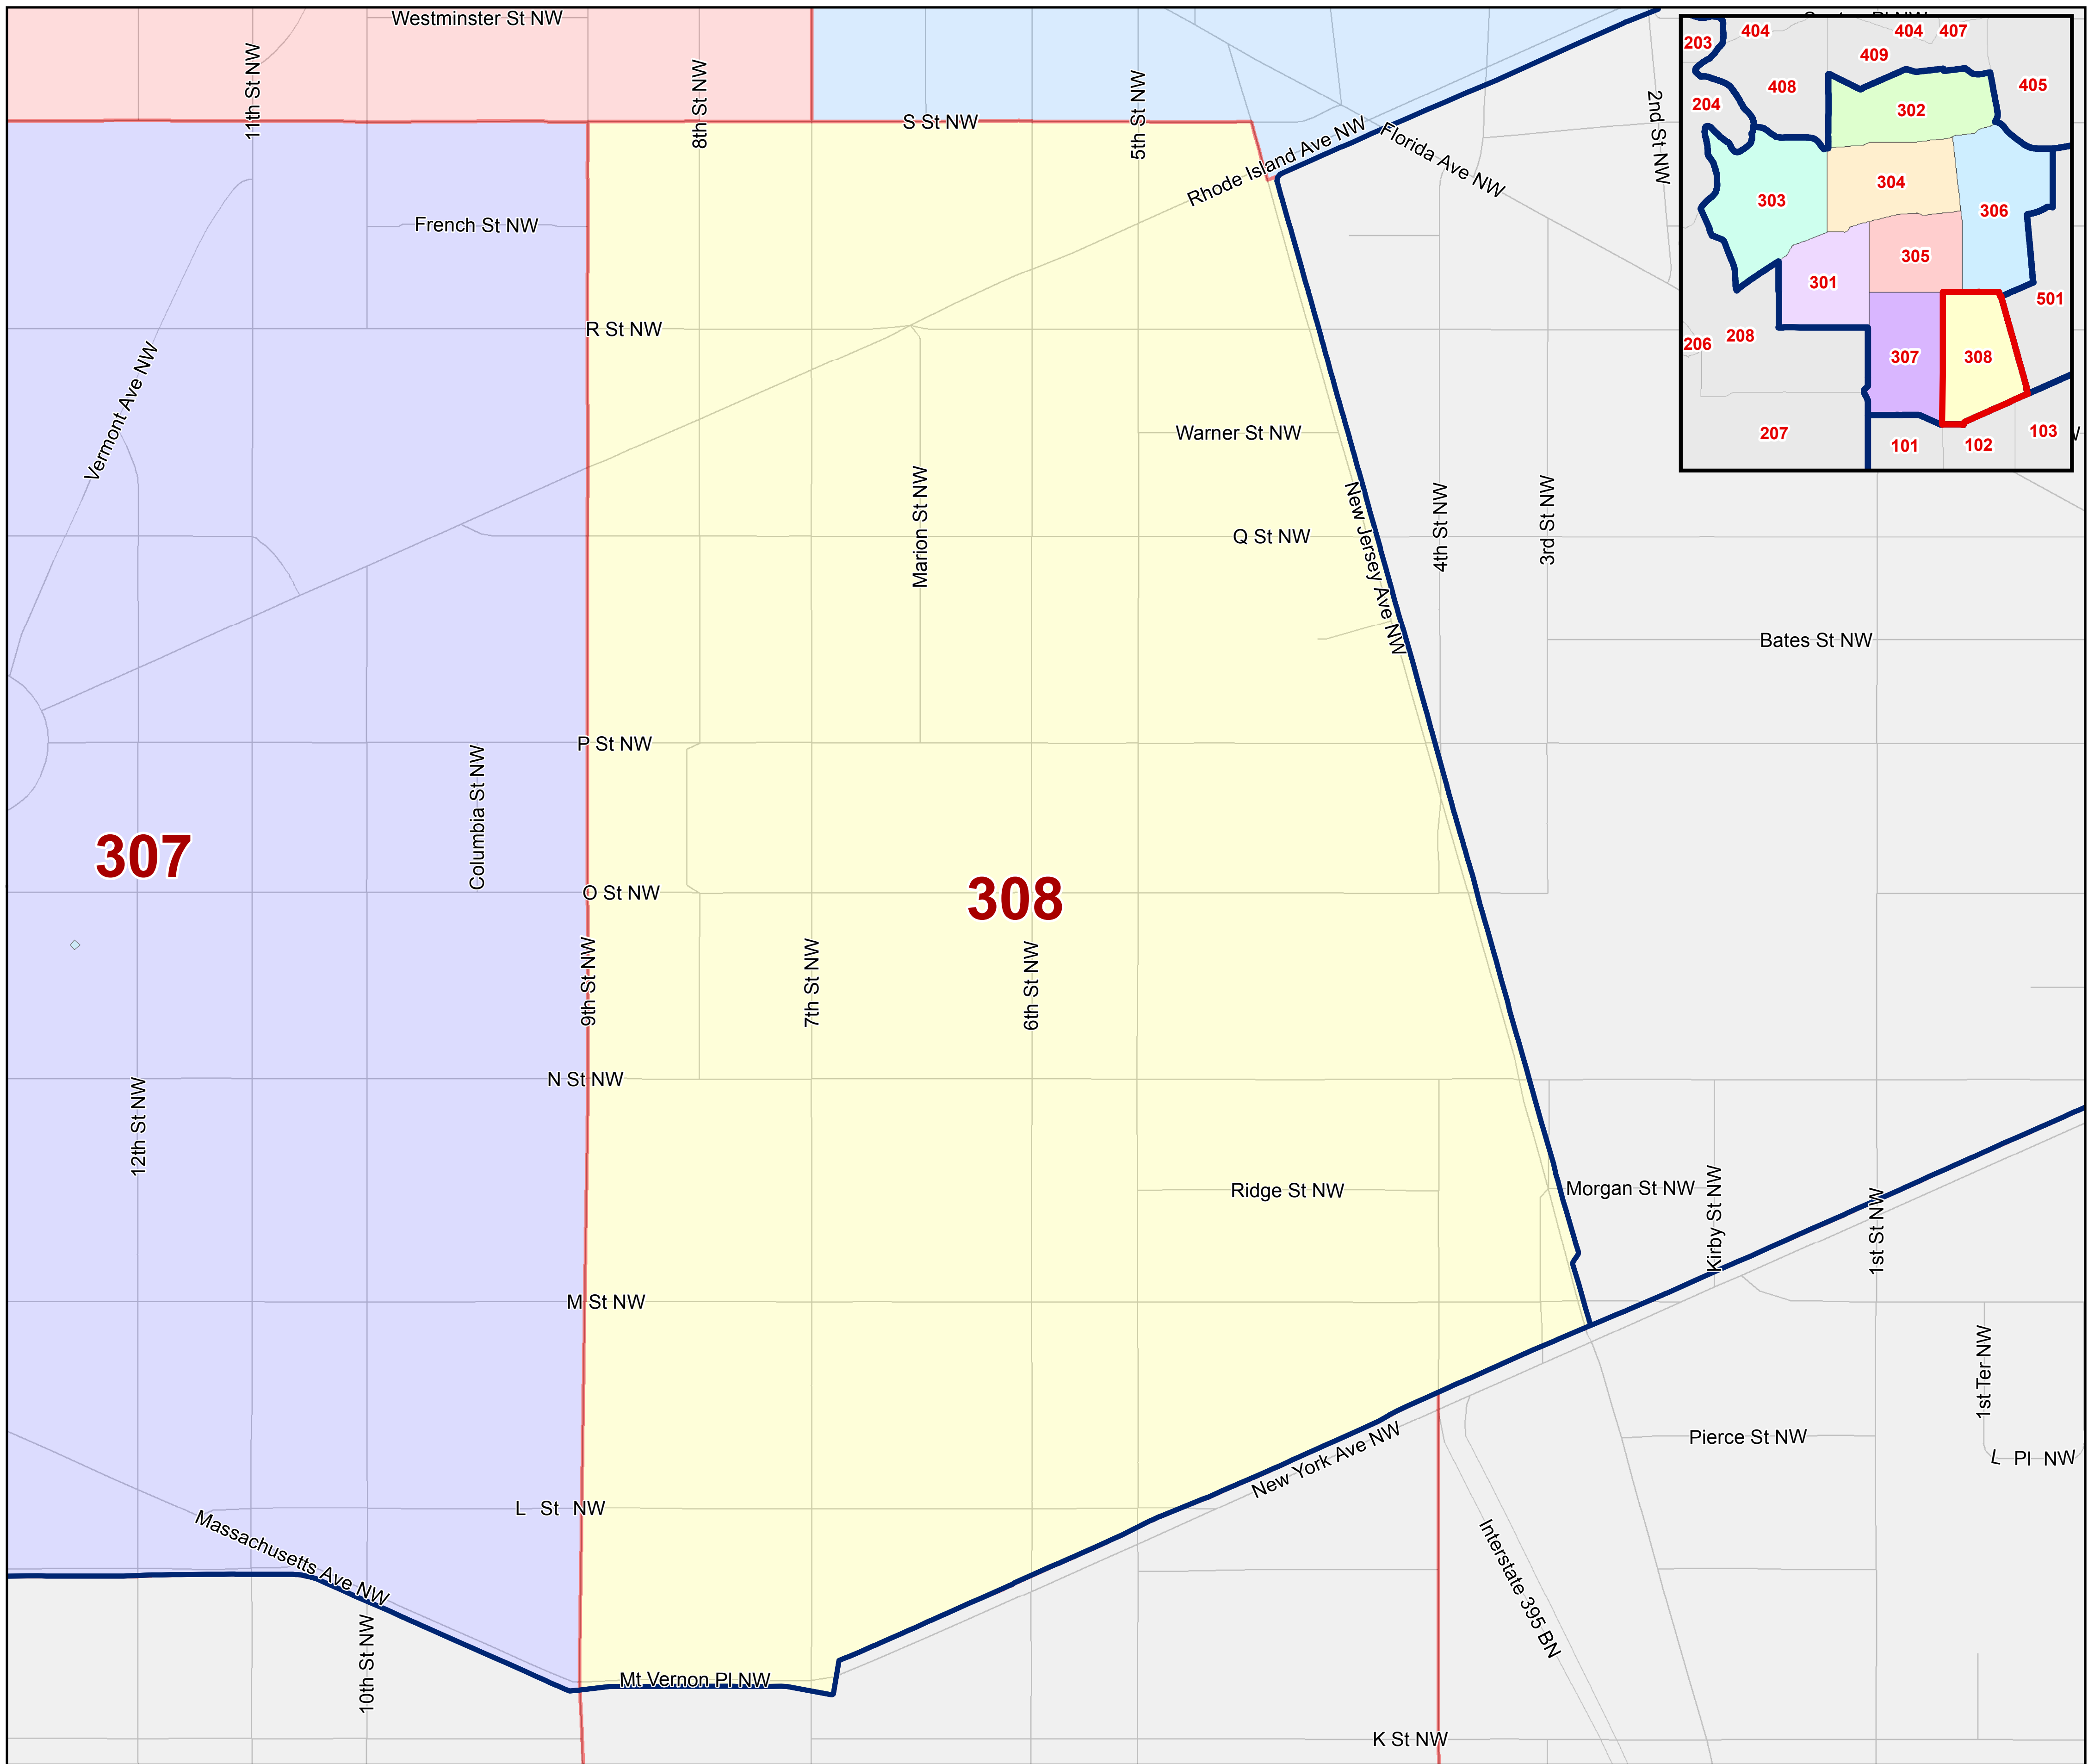 Westminster St NW
11th St NW
8th St NW
S St NW
5th St NW
Rhode Island Ave NW
Florida Ave NW
2nd St NW
203
404
404
407
409
408
405
204
302
303
304
306
305
301
501
206
208
307
308
207
101
102
103
French St NW
R St NW
Vermont Ave NW
Warner St NW
Marion St NW
Q St NW
New Jersey Ave NW
4th St NW
3rd St NW
Bates St NW
P St NW
Columbia St NW
307
308
O St NW
9th St NW
7th St NW
6th St NW
N St NW
12th St NW
Ridge St NW
Morgan St NW
Kirby St NW
1st St NW
M St NW
1st Ter NW
New York Ave NW
Pierce St NW
L Pl NW
L St NW
Massachusetts Ave NW
Interstate 395 BN
10th St NW
Mt Vernon Pl NW
K St NW